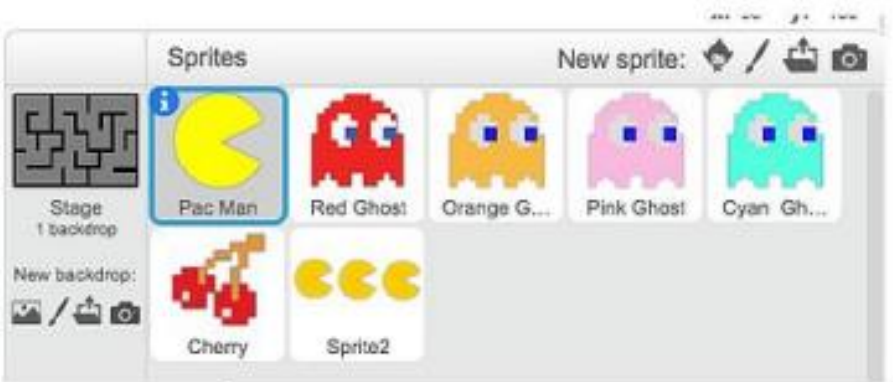 Sprites New sprite:
Pac Man Red Ghost Orange G... Pink Ghost Cyan Gh...
Stage
1 backdrop
New backdrop:
Cherry Sprite2